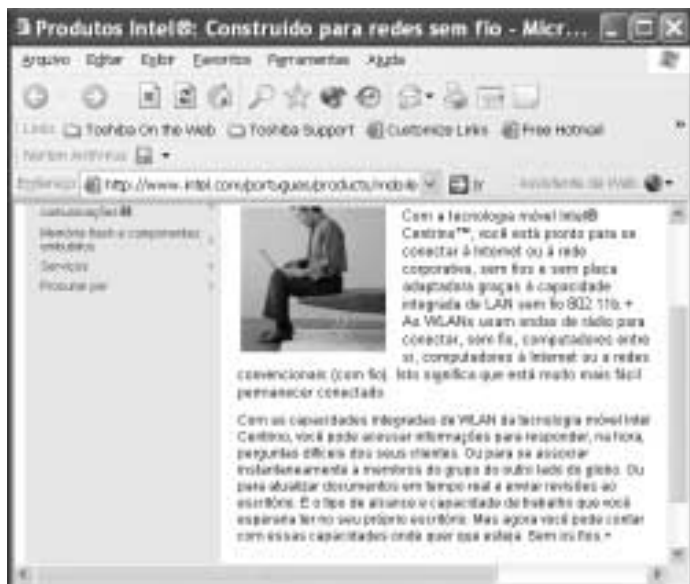 Produtos Intel®: Construído para redes sem fio - Micr...
Arquivo Editar Exibir Favoritos Ferramentas Ajuda
Links Toshiba On the Web Toshiba Support Customize Links Free Hotmail
Norton AntiVirus
Endereço http://www.intel.com/portugues/products/mobile Ir Assistente da Web
comunicações
Memória flash e componentes
embutidos
Serviços
Procurar por
Com a tecnologia móvel Intel®
Centrino™, você está pronto para se
conectar à Internet ou à rede
corporativa, sem fios e sem placa
adaptadora graças à capacidade
integrada de LAN sem fio 802.11b.+
As WLANs usam ondas de rádio para
conectar, sem fio, computadores entre
si, computadores à Internet ou a redes
convencionais (com fio). Isto significa que está muito mais fácil
permanecer conectado.
Com as capacidades integradas de WLAN da tecnologia móvel Intel
Centrino, você pode acessar informações para responder, na hora,
perguntas difíceis dos seus clientes. Ou para se associar
instantaneamente a membros do grupo do outro lado do globo. Ou
para atualizar documentos em tempo real e enviar revisões ao
escritório. É o tipo de alcance e capacidade de trabalho que você
esperaria ter no seu próprio escritório. Mas agora você pode contar
com essas capacidades onde quer que esteja. Sem os fios.+